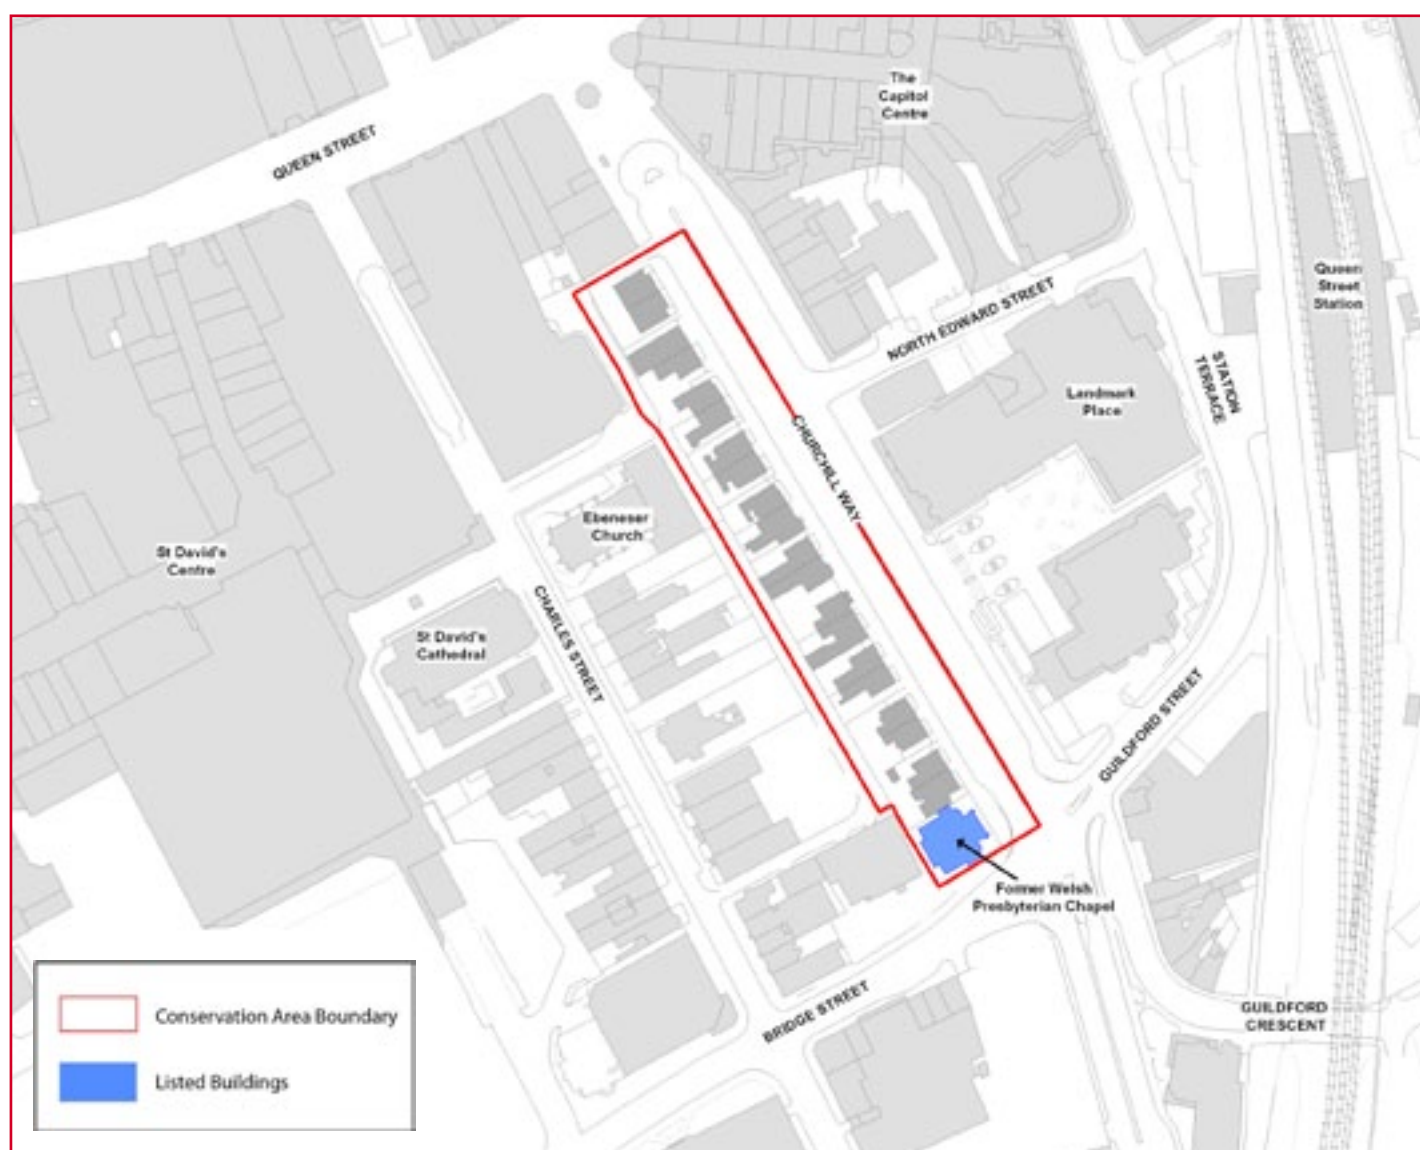 The
Capitol
Centre
QUEEN STREET
Queen
Street
Station
NORTH EDWARD STREET
STATION
TERRACE
Landmark
Place
CHURCHILL WAY
Ebeneser
Church
St David's
Centre
CHARLES STREET
St David's
Cathedral
GUILDFORD STREET
Former Welsh
Presbyterian Chapel
BRIDGE STREET
GUILDFORD
CRESCENT
Conservation Area Boundary
Listed Buildings